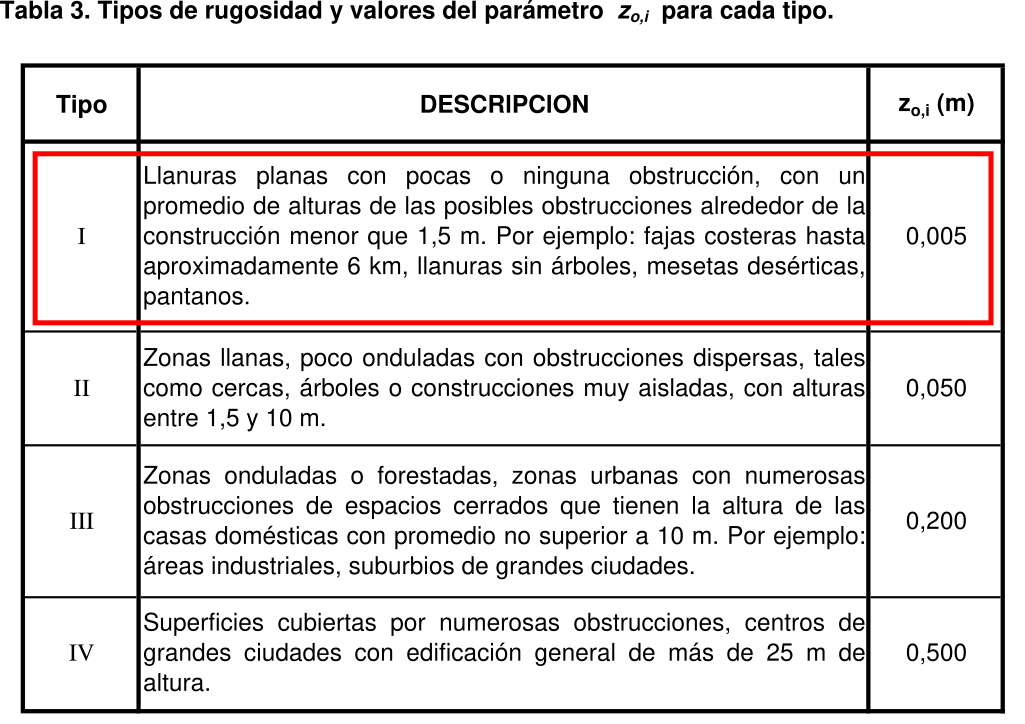 Tabla 3. Tipos de rugosidad y valores del parámetro zo,i para cada tipo.
Tipo DESCRIPCION zo,i (m)
Llanuras planas con pocas o ninguna obstrucción, con un
promedio de alturas de las posibles obstrucciones alrededor de la
I construcción menor que 1,5 m. Por ejemplo: fajas costeras hasta 0,005
aproximadamente 6 km, llanuras sin árboles, mesetas desérticas,
pantanos.
Zonas llanas, poco onduladas con obstrucciones dispersas, tales
II como cercas, árboles o construcciones muy aisladas, con alturas 0,050
entre 1,5 y 10 m.
Zonas onduladas o forestadas, zonas urbanas con numerosas
obstrucciones de espacios cerrados que tienen la altura de las
III casas domésticas con promedio no superior a 10 m. Por ejemplo: 0,200
áreas industriales, suburbios de grandes ciudades.
Superficies cubiertas por numerosas obstrucciones, centros de
IV grandes ciudades con edificación general de más de 25 m de 0,500
altura.